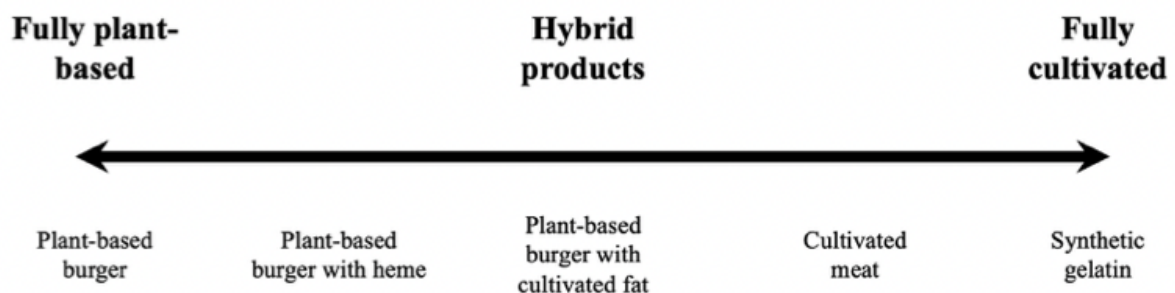 Fully plant-
based
Hybrid
products
Fully
cultivated
Plant-based
burger
Plant-based
burger with heme
Plant-based
burger with
cultivated fat
Cultivated
meat
Synthetic
gelatin